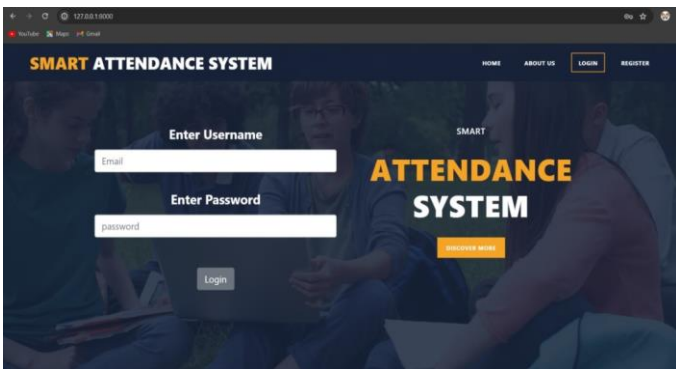 127.0.0.1:8000
YouTube Maps Gmail
SMART ATTENDANCE SYSTEM
HOME ABOUT US LOGIN REGISTER
Enter Username
Email
Enter Password
password
Login
SMART
ATTENDANCE
SYSTEM
DISCOVER MORE